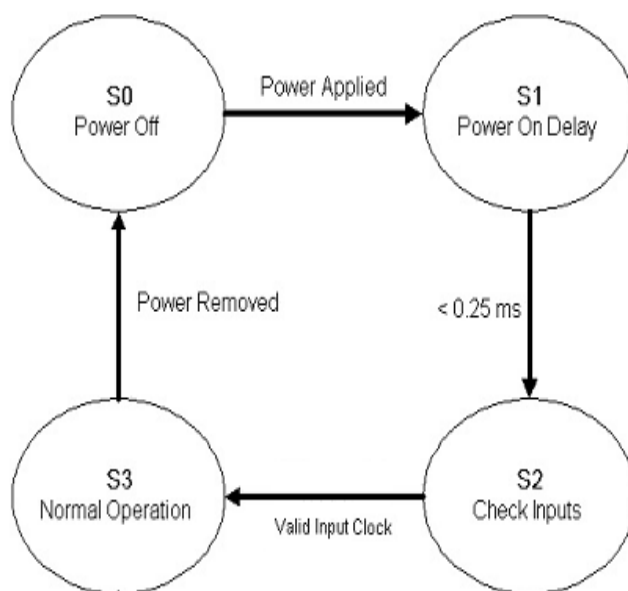 S0
Power Off
Power Applied
S1
Power On Delay
Power Removed
< 0.25 ms
S3
Normal Operation
Valid Input Clock
S2
Check Inputs